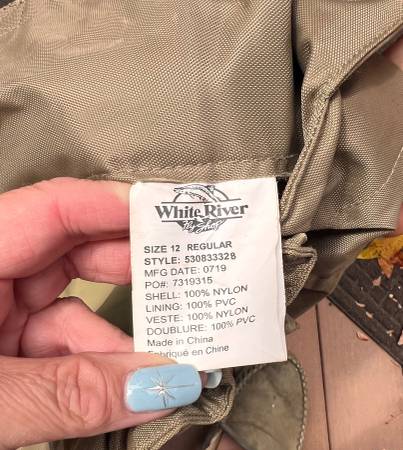 White River
Fly Shop
SIZE 12 REGULAR
STYLE: 53083332B
MFG DATE: 0719
PO#: 7319315
SHELL: 100% NYLON
LINING: 100% PVC
VESTE: 100% NYLON
DOUBLURE: 100% PVC
Made in China
Fabriqué en Chine